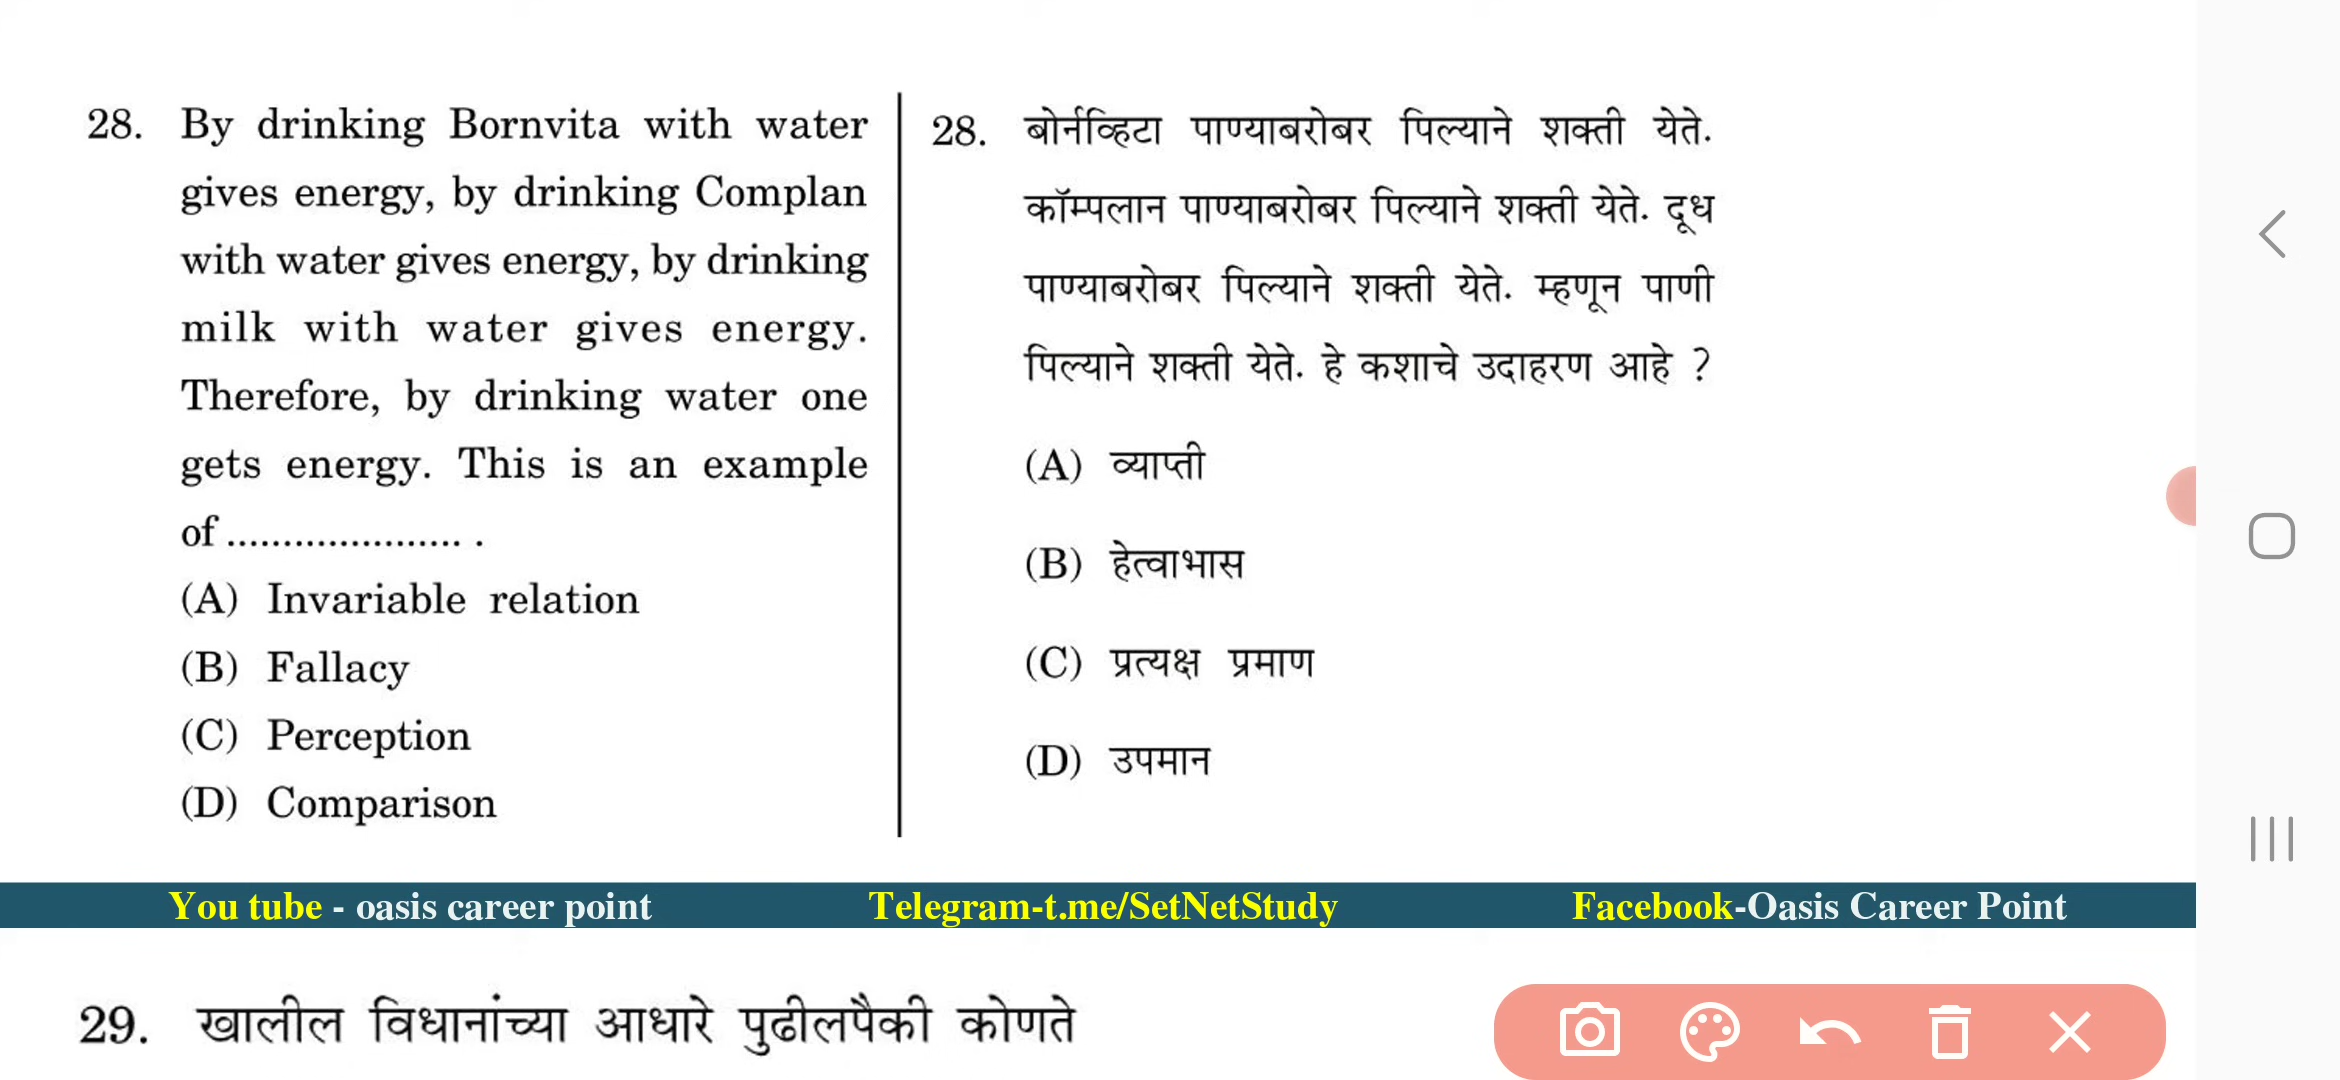 28. By drinking Bornvita with water
gives energy, by drinking Complan
with water gives energy, by drinking
milk with water gives energy.
Therefore, by drinking water one
gets energy. This is an example
of ..................... .
(A) Invariable relation
(B) Fallacy
(C) Perception
(D) Comparison
28. बोर्नव्हिटा पाण्याबरोबर पिल्याने शक्ती येते.
कॉम्पलान पाण्याबरोबर पिल्याने शक्ती येते. दूध
पाण्याबरोबर पिल्याने शक्ती येते. म्हणून पाणी
पिल्याने शक्ती येते. हे कशाचे उदाहरण आहे ?
(A) व्याप्ती
(B) हेत्वाभास
(C) प्रत्यक्ष प्रमाण
(D) उपमान
You tube - oasis career point Telegram-t.me/SetNetStudy Facebook-Oasis Career Point
29. खालील विधानांच्या आधारे पुढीलपैकी कोणते